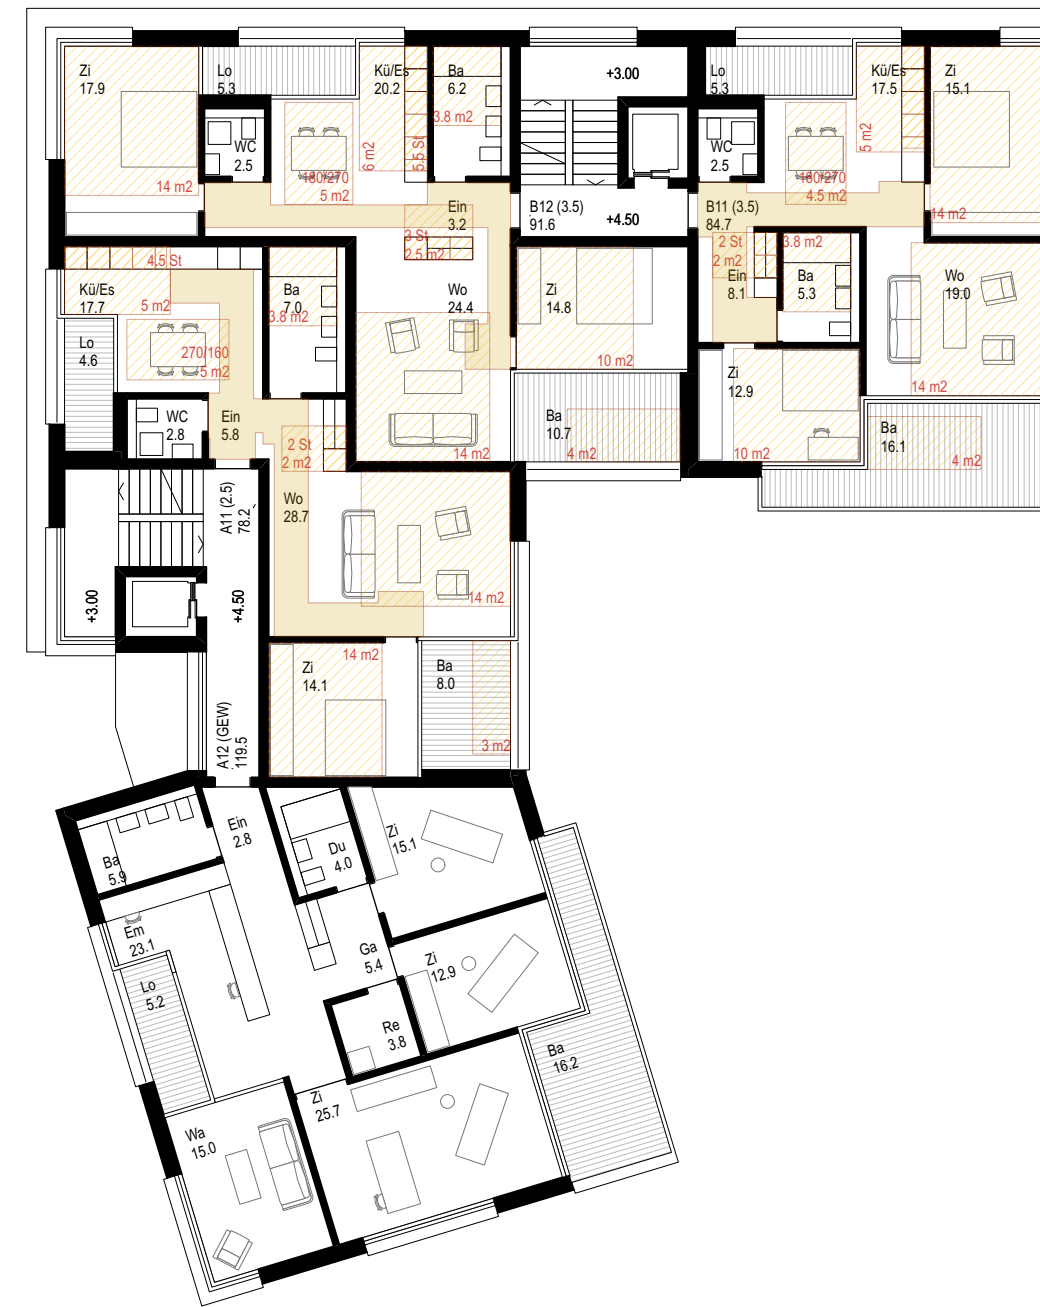 Zi
17.9
14 m2
Lo
5.3
WC
2.5
Kü/Es
20.2
6 m2
5.5 St
180/270
5 m2
Ba
6.2
3.8 m2
+3.00
+4.50
Ein
3.2
B12 (3.5)
91.6
3 St
2.5 m2
Wo
24.4
14 m2
Zi
14.8
10 m2
Ba
10.7
4 m2
Lo
5.3
WC
2.5
Kü/Es
17.5
5 m2
160/270
4.5 m2
Zi
15.1
14 m2
B11 (3.5)
84.7
2 St
2 m2
Ein
8.1
3.8 m2
Ba
5.3
Wo
19.0
14 m2
Zi
12.9
10 m2
Ba
16.1
4 m2
4.5 St
Kü/Es
17.7
5 m2
270/160
5 m2
Lo
4.6
Ba
7.0
3.8 m2
WC
2.8
Ein
5.8
2 St
2 m2
Wo
28.7
14 m2
A11 (2.5)
78.2
+3.00
+4.50
Zi
14.1
14 m2
Ba
8.0
3 m2
A12 (GEW)
119.5
Ein
2.8
Ba
5.9
Du
4.0
Zi
15.1
Em
23.1
Lo
5.2
Ga
5.4
Zi
12.9
Re
3.8
Ba
16.2
Zi
25.7
Wa
15.0